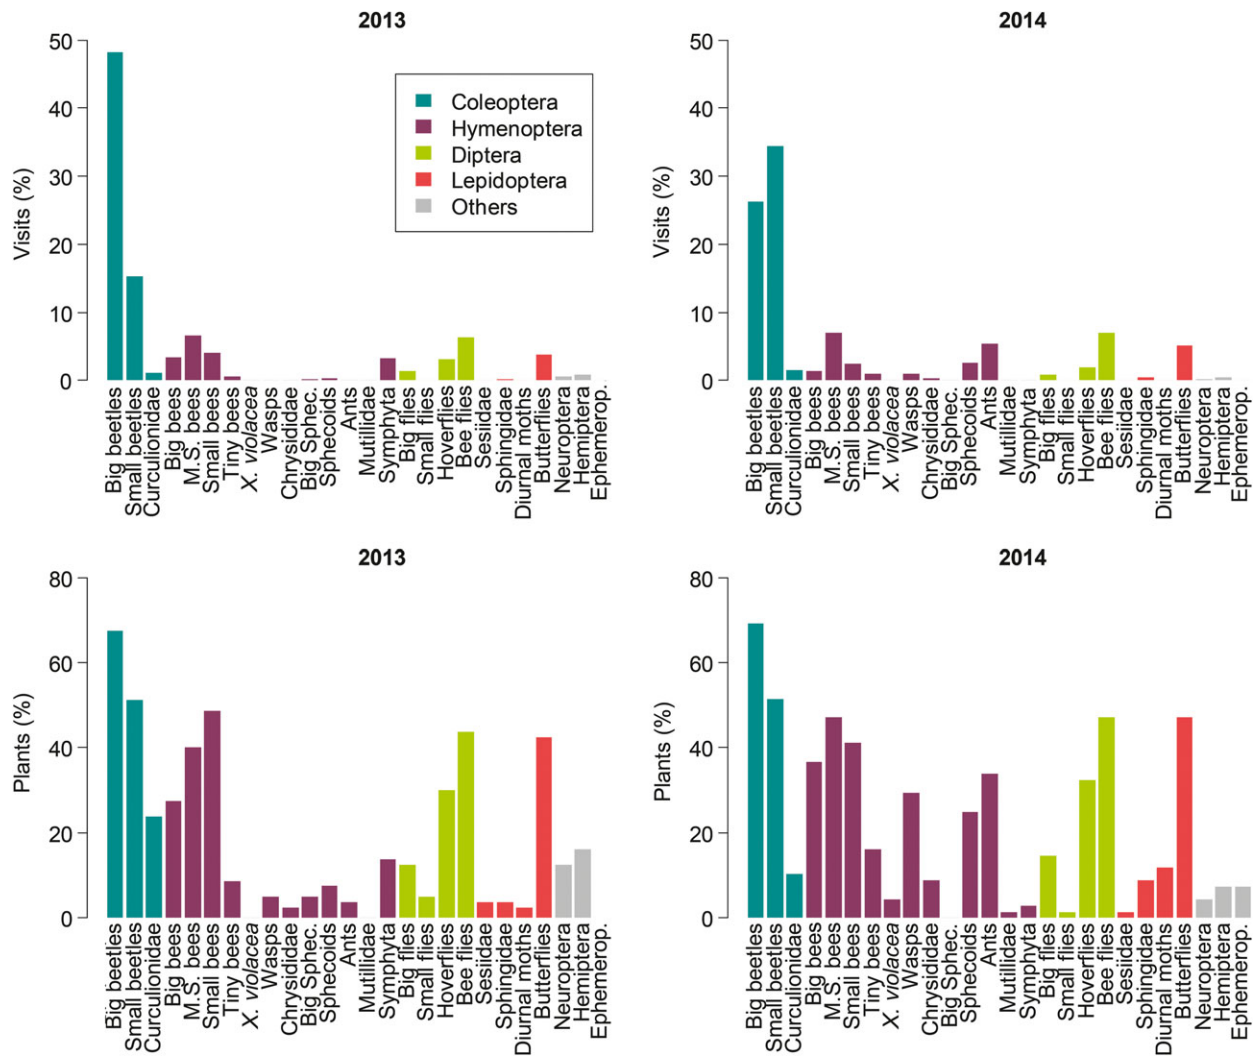 2013
50
40
30
20
10
0
Visits (%)
Coleoptera
Hymenoptera
Diptera
Lepidoptera
Others
Big beetles
Small beetles
Curculionidae
Big bees
M.S. bees
Small bees
Tiny bees
X. violacea
Wasps
Chrysididae
Big Sphec.
Sphecoids
Ants
Mutillidae
Symphyta
Big flies
Small flies
Hoverflies
Bee flies
Sesiidae
Sphingidae
Diurnal moths
Butterflies
Neuroptera
Hemiptera
Ephemerop.
2014
50
40
30
20
10
0
Visits (%)
Big beetles
Small beetles
Curculionidae
Big bees
M.S. bees
Small bees
Tiny bees
X. violacea
Wasps
Chrysididae
Big Sphec.
Sphecoids
Ants
Mutillidae
Symphyta
Big flies
Small flies
Hoverflies
Bee flies
Sesiidae
Sphingidae
Diurnal moths
Butterflies
Neuroptera
Hemiptera
Ephemerop.
2013
80
60
40
20
0
Plants (%)
Big beetles
Small beetles
Curculionidae
Big bees
M.S. bees
Small bees
Tiny bees
X. violacea
Wasps
Chrysididae
Big Sphec.
Sphecoids
Ants
Mutillidae
Symphyta
Big flies
Small flies
Hoverflies
Bee flies
Sesiidae
Sphingidae
Diurnal moths
Butterflies
Neuroptera
Hemiptera
Ephemerop.
2014
80
60
40
20
0
Plants (%)
Big beetles
Small beetles
Curculionidae
Big bees
M.S. bees
Small bees
Tiny bees
X. violacea
Wasps
Chrysididae
Big Sphec.
Sphecoids
Ants
Mutillidae
Symphyta
Big flies
Small flies
Hoverflies
Bee flies
Sesiidae
Sphingidae
Diurnal moths
Butterflies
Neuroptera
Hemiptera
Ephemerop.